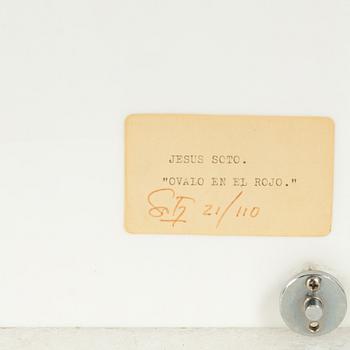 JESUS SOTO.
"OVALO EN EL ROJO."
21/110